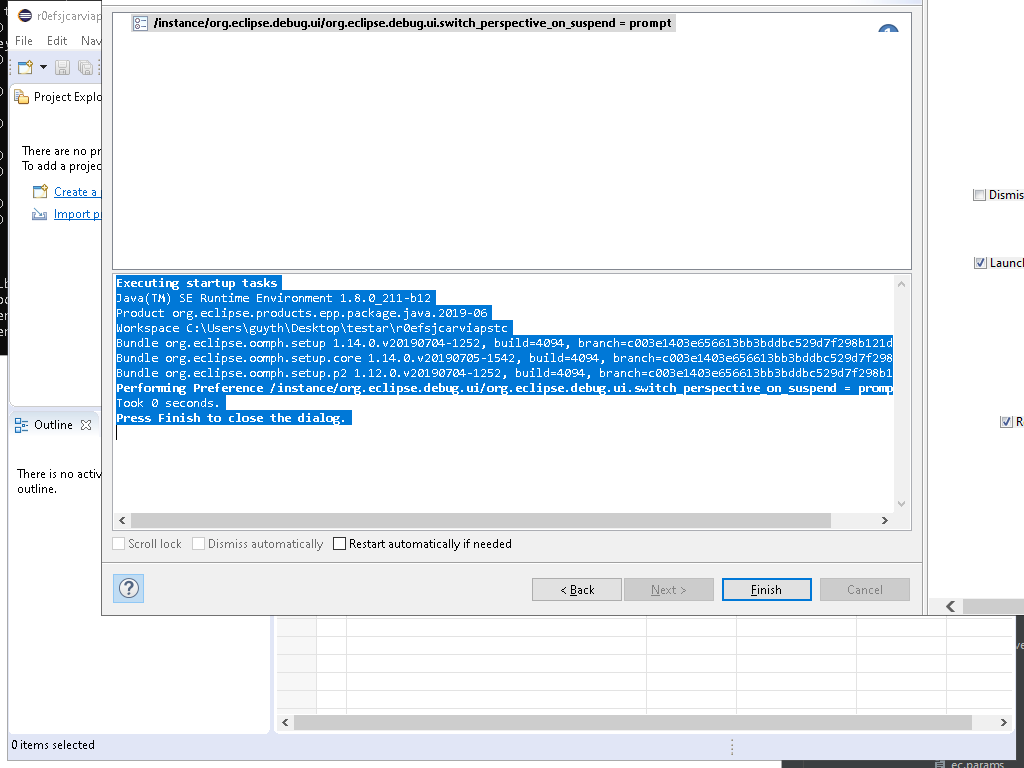 r0efsjcarviap
/instance/org.eclipse.debug.ui/org.eclipse.debug.ui.switch_perspective_on_suspend = prompt
File Edit Nav
Project Explo
There are no pr
To add a projec
Create a
Import p
Dismis
Launch
Executing startup tasks
Java(TM) SE Runtime Environment 1.8.0_211-b12
Product org.eclipse.products.epp.package.java.2019-06
Workspace C:\Users\guyth\Desktop\testar\r0efsjcarviapstc
Bundle org.eclipse.oomph.setup 1.14.0.v20190704-1252, build=4094, branch=c003e1403e656613bb3bddbc529d7f298b121d
Bundle org.eclipse.oomph.setup.core 1.14.0.v20190705-1542, build=4094, branch=c003e1403e656613bb3bddbc529d7f298
Bundle org.eclipse.oomph.setup.p2 1.12.0.v20190704-1252, build=4094, branch=c003e1403e656613bb3bddbc529d7f298b1
Performing Preference /instance/org.eclipse.debug.ui/org.eclipse.debug.ui.switch_perspective_on_suspend = promp
Took 0 seconds.
Press Finish to close the dialog.
Outline
R
There is no activ
outline.
Scroll lock Dismiss automatically Restart automatically if needed
< Back Next > Finish Cancel
0 items selected
ec.params